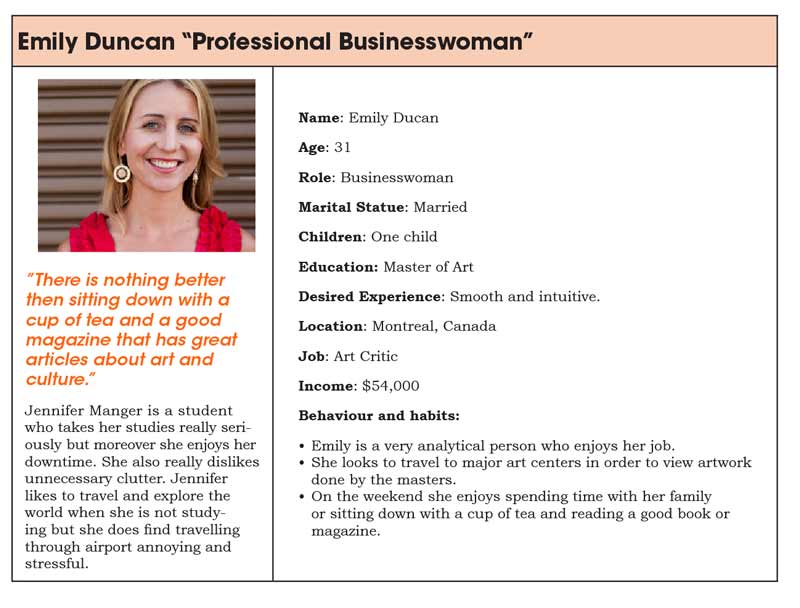 Emily Duncan “Professional Businesswoman”
”There is nothing better
then sitting down with a
cup of tea and a good
magazine that has great
articles about art and
culture.”
Jennifer Manger is a student
who takes her studies really seri-
ously but moreover she enjoys her
downtime. She also really dislikes
unnecessary clutter. Jennifer
likes to travel and explore the
world when she is not study-
ing but she does find travelling
through airport annoying and
stressful.
Name: Emily Ducan
Age: 31
Role: Businesswoman
Marital Statue: Married
Children: One child
Education: Master of Art
Desired Experience: Smooth and intuitive.
Location: Montreal, Canada
Job: Art Critic
Income: $54,000
Behaviour and habits:
• Emily is a very analytical person who enjoys her job.
• She looks to travel to major art centers in order to view artwork
done by the masters.
• On the weekend she enjoys spending time with her family
or sitting down with a cup of tea and reading a good book or
magazine.